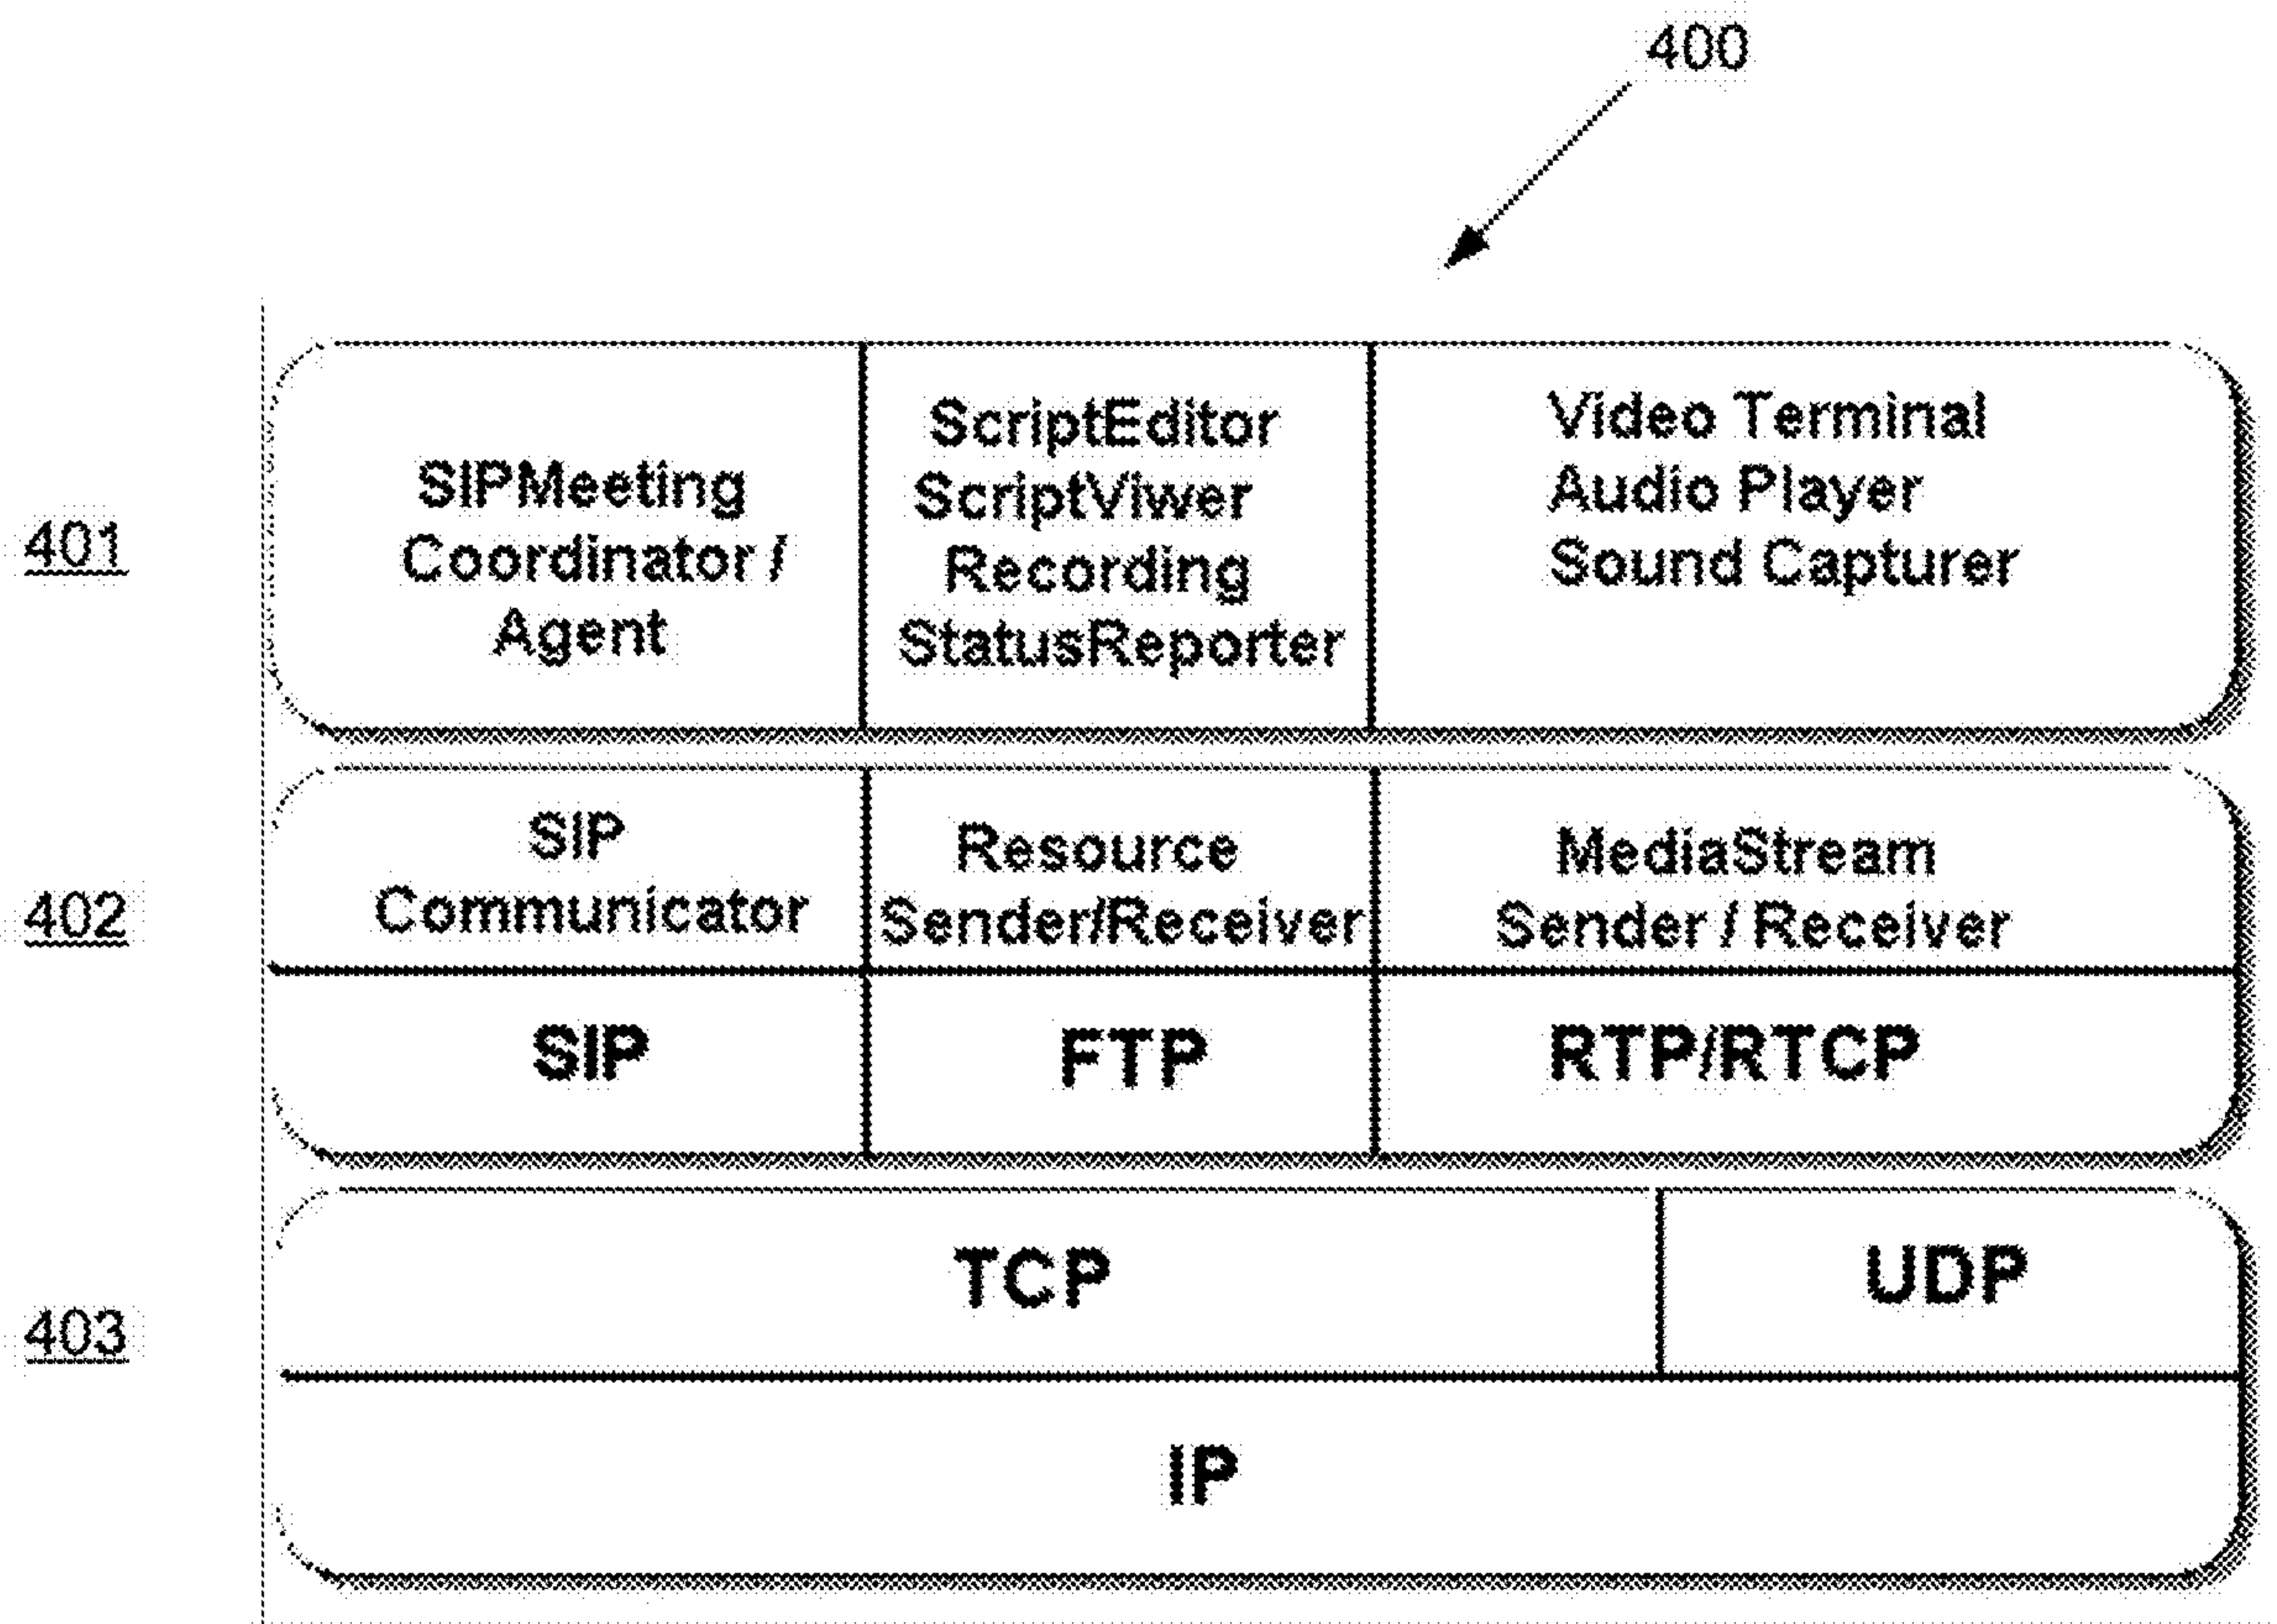 400
401
SIPMeeting
Coordinator /
Agent
ScriptEditor
ScriptViwer
Recording
StatusReporter
Video Terminal
Audio Player
Sound Capturer
402
SIP
Communicator
Resource
Sender/Receiver
MediaStream
Sender / Receiver
SIP
FTP
RTP/RTCP
403
TCP
UDP
IP